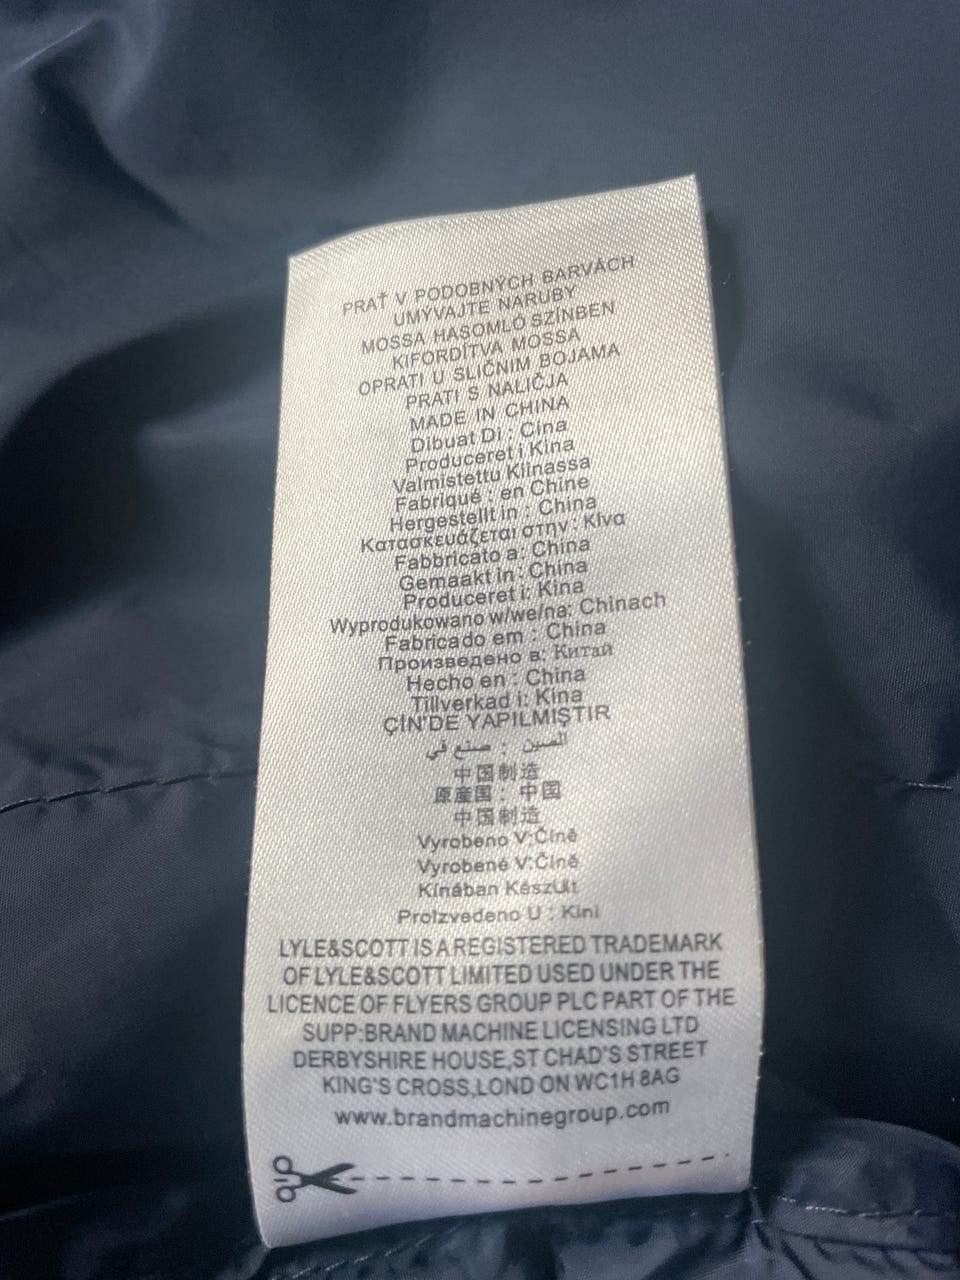 PRAŤ V PODOBNÝCH BARVÁCH
UMÝVAJTE NARUBY
MOSSA HASOMLÓ SZÍNBEN
KIFORDÍTVA MOSSA
OPRATI U SLIČNIM BOJAMA
PRATI S NALIČJA
MADE IN CHINA
Dibuat Di : Cina
Produceret i Kina
Valmistettu Kiinassa
Fabriqué : en Chine
Hergestellt in : China
Κατασκευάζεται στην : Κίνα
Fabbricato a: China
Gemaakt in : China
Produceret i: Kina
Wyprodukowano w/we/na: Chinach
Fabricado em : China
Произведено в: Китай
Hecho en : China
Tillverkad i: Kina
ÇİN'DE YAPILMIŞTIR
الصين : صنع في
中国制造
原産国：中国
中国制造
Vyrobeno V:Číně
Vyrobené V:Číně
Kínában Készült
ProIzvedeno U : Kini
LYLE&SCOTT IS A REGISTERED TRADEMARK
OF LYLE&SCOTT LIMITED USED UNDER THE
LICENCE OF FLYERS GROUP PLC PART OF THE
SUPP:BRAND MACHINE LICENSING LTD
DERBYSHIRE HOUSE,ST CHAD'S STREET
KING'S CROSS,LOND ON WC1H 8AG
www.brandmachinegroup.com